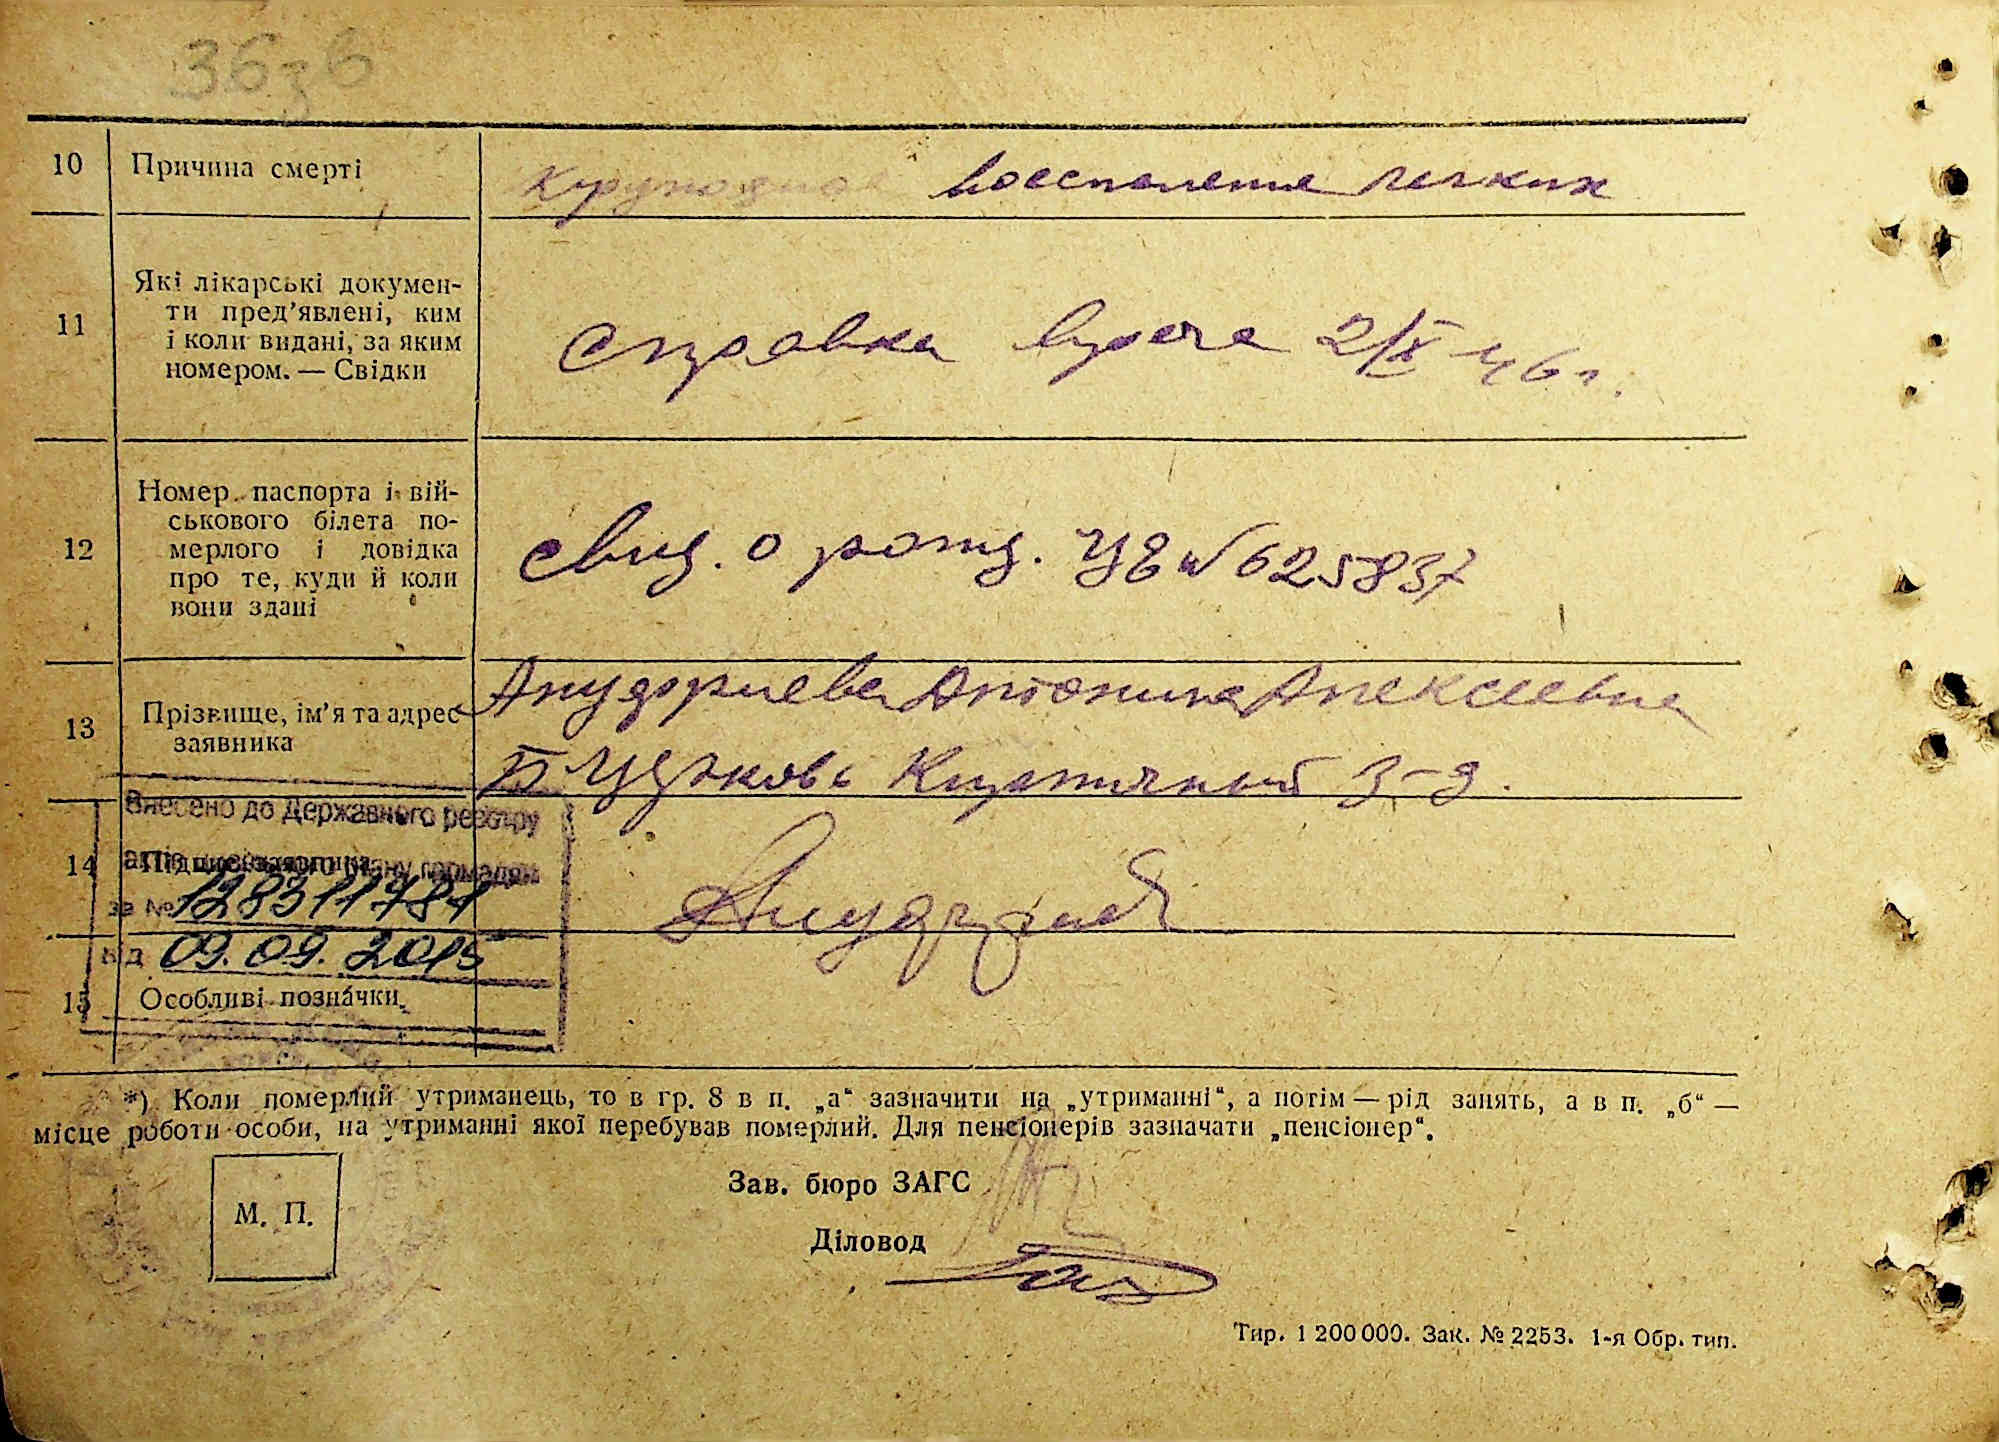 3636
10 Причина смерті воспаление легких
11 Які лікарські докумен-
ти пред’явлені, ким
і коли видані, за яким
номером. — Свідки
справка врача 2/X 46 г.
12 Номер паспорта і вій-
ськового білета по-
мерлого і довідка
про те, куди й коли
вони здані
свид. о рожд. № 625837
13 Прізвище, ім’я та адрес
заявника
Ануфриева Антонина Алексеевна
Кирпичный 3-д.
Внесено до Державного реєстру
актів цивільного стану громадян
за № 128311781
від 09.09.2015
14 Підпис заявника
15 Особливі позначки
*) Коли померлий утриманець, то в гр. 8 в п. „а“ зазначити на „утриманні“, а потім — рід занять, а в п. „б“ —
місце роботи особи, на утриманні якої перебував померлий. Для пенсіонерів зазначати „пенсіонер“.
М. П.
Зав. бюро ЗАГС
Діловод
Тир. 1 200 000. Зак. № 2253. 1-я Обр. тип.